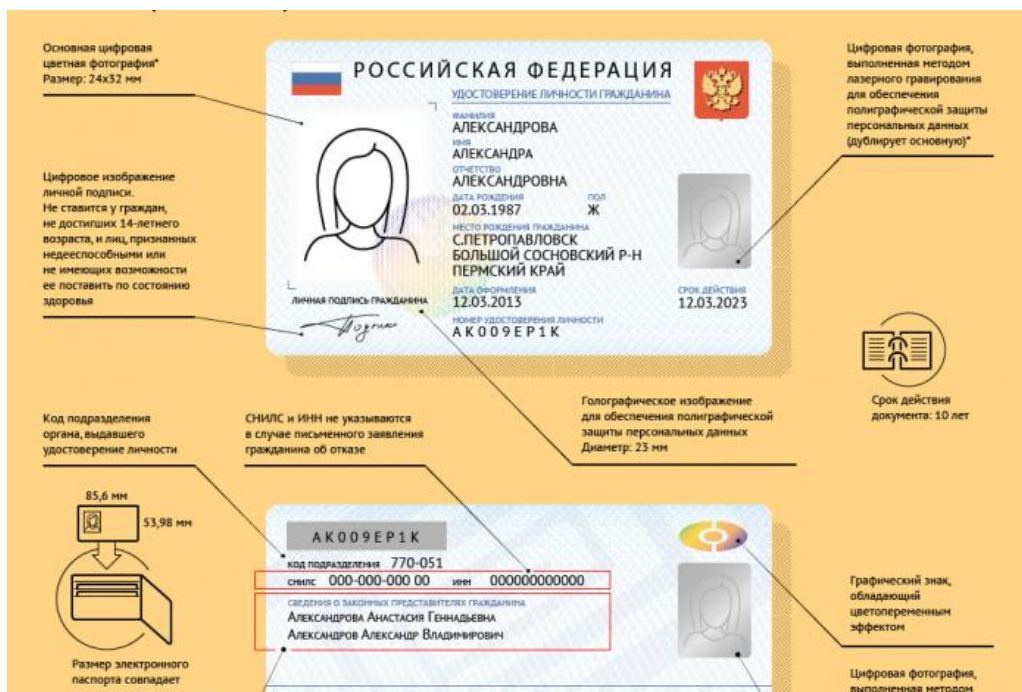 Основная цифровая
цветная фотография*
Размер: 24х32 мм
Цифровое изображение
личной подписи.
Не ставится у граждан,
не достигших 14-летнего
возраста, и лиц, признанных
недееспособными или
не имеющих возможности
ее поставить по состоянию
здоровья
РОССИЙСКАЯ ФЕДЕРАЦИЯ
УДОСТОВЕРЕНИЕ ЛИЧНОСТИ ГРАЖДАНИНА
ФАМИЛИЯ
АЛЕКСАНДРОВА
ИМЯ
АЛЕКСАНДРА
ОТЧЕТСТВО
АЛЕКСАНДРОВНА
ДАТА РОЖДЕНИЯ ПОЛ
02.03.1987 Ж
МЕСТО РОЖДЕНИЯ ГРАЖДАНИНА
С.ПЕТРОПАВЛОВСК
БОЛЬШОЙ СОСНОВСКИЙ Р-Н
ПЕРМСКИЙ КРАЙ
ДАТА ОФОРМЛЕНИЯ СРОК ДЕЙСТВИЯ
12.03.2013 12.03.2023
НОМЕР УДОСТОВЕРЕНИЯ ЛИЧНОСТИ
АК009ЕР1К
ЛИЧНАЯ ПОДПИСЬ ГРАЖДАНИНА
Подпись
Цифровая фотография,
выполненная методом
лазерного гравирования
для обеспечения
полиграфической защиты
персональных данных
(дублирует основную)*
Срок действия
документа: 10 лет
Код подразделения
органа, выдавшего
удостоверение личности
СНИЛС и ИНН не указываются
в случае письменного заявления
гражданина об отказе
Голографическое изображение
для обеспечения полиграфической
защиты персональных данных
Диаметр: 23 мм
85,6 мм
53,98 мм
Размер электронного
паспорта совпадает
АК009ЕР1К
КОД ПОДРАЗДЕЛЕНИЯ 770-051
СНИЛС 000-000-000 00 ИНН 000000000000
СВЕДЕНИЯ О ЗАКОННЫХ ПРЕДСТАВИТЕЛЯХ ГРАЖДАНИНА
АЛЕКСАНДРОВА АНАСТАСИЯ ГЕННАДЬЕВНА
АЛЕКСАНДРОВ АЛЕКСАНДР ВЛАДИМИРОВИЧ
Графический знак,
обладающий
цветопеременным
эффектом
Цифровая фотография,
выполненная методом